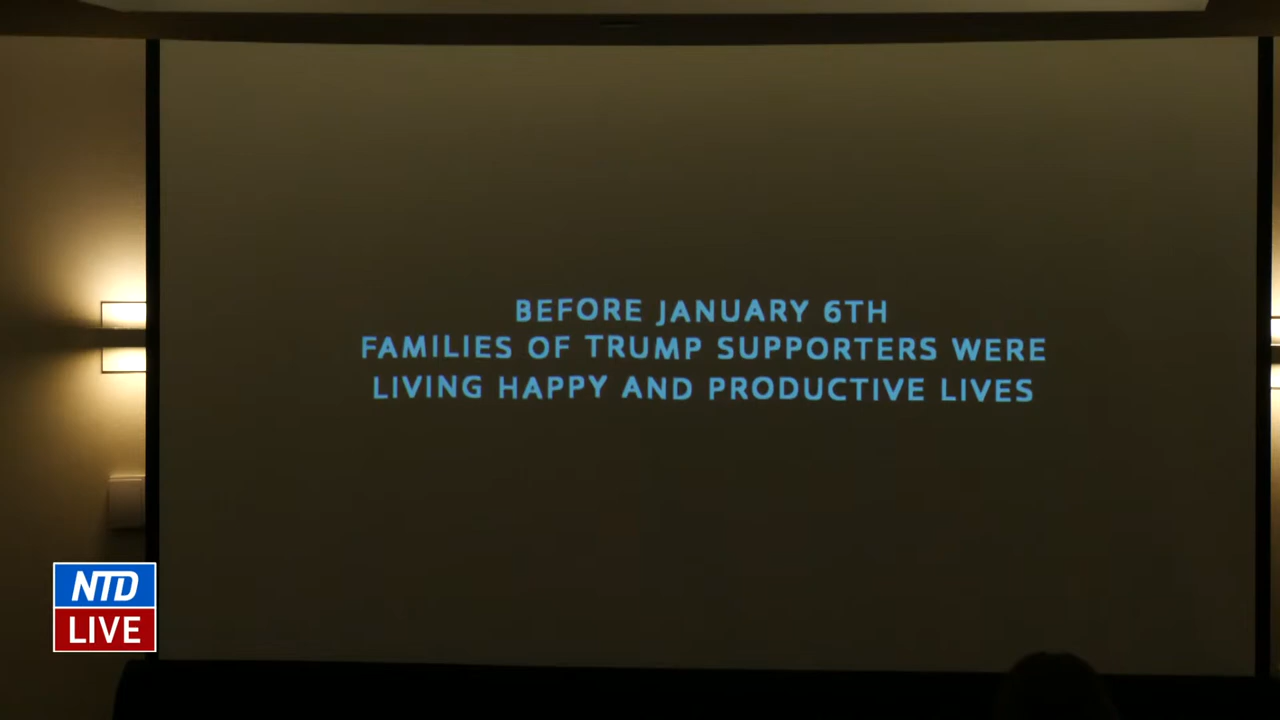 BEFORE JANUARY 6TH
FAMILIES OF TRUMP SUPPORTERS WERE
LIVING HAPPY AND PRODUCTIVE LIVES
NTD
LIVE